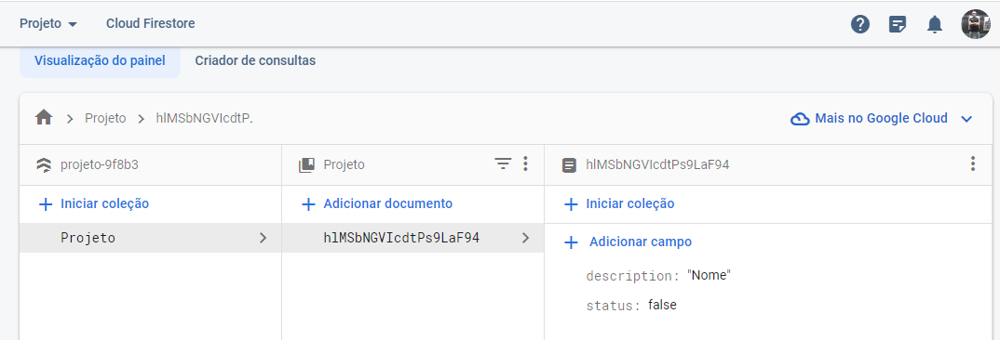 Projeto Cloud Firestore
Visualização do painel Criador de consultas
Projeto hlMSbNGVIcdtP. Mais no Google Cloud
projeto-9f8b3 Projeto hlMSbNGVIcdtPs9LaF94
Iniciar coleção Adicionar documento Iniciar coleção
Projeto hlMSbNGVIcdtPs9LaF94 Adicionar campo
description: "Nome"
status: false